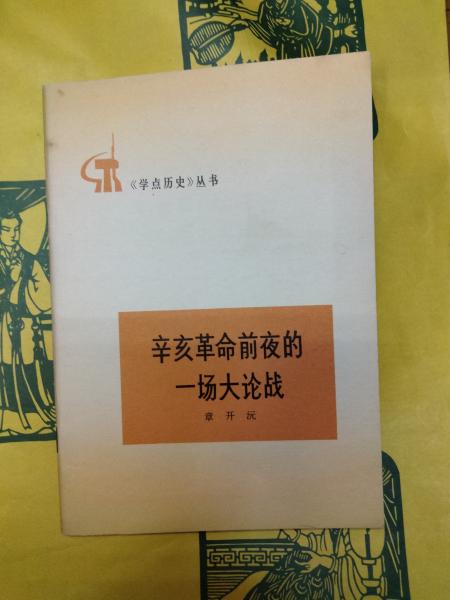 《学点历史》丛书
辛亥革命前夜的
一场大论战
章开沅